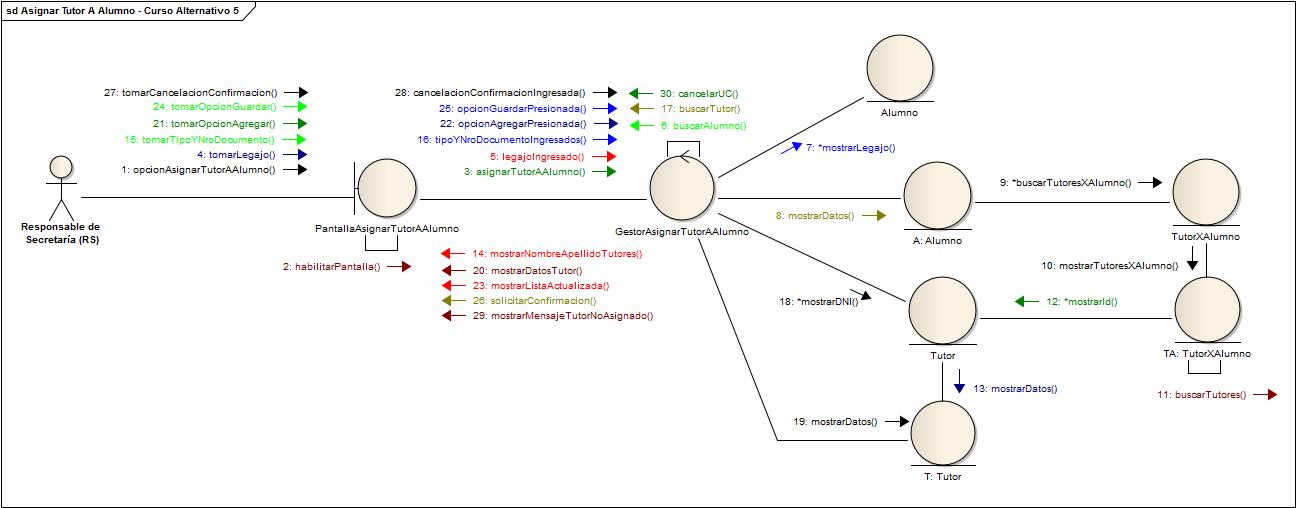 sd Asignar Tutor A Alumno - Curso Alternativo 5
27: tomarCancelacionConfirmacion()
24: tomarOpcionGuardar()
21: tomarOpcionAgregar()
15: tomarTipoYNroDocumento()
4: tomarLegajo()
1: opcionAsignarTutorAAlumno()
28: cancelacionConfirmacionIngresada()
25: opcionGuardarPresionada()
22: opcionAgregarPresionada()
16: tipoYNroDocumentoIngresados()
5: legajoIngresado()
3: asignarTutorAAlumno()
30: cancelarUC()
17: buscarTutor()
6: buscarAlumno()
Alumno
7: *mostrarLegajo()
9: *buscarTutoresXAlumno()
8: mostrarDatos()
Responsable de
Secretaría (RS)
PantallaAsignarTutorAAlumno
GestorAsignarTutorAAlumno
A: Alumno
TutorXAlumno
2: habilitarPantalla()
14: mostrarNombreApellidoTutores()
20: mostrarDatosTutor()
23: mostrarListaActualizada()
26: solicitarConfirmacion()
29: mostrarMensajeTutorNoAsignado()
10: mostrarTutoresXAlumno()
18: *mostrarDNI()
12: *mostrarId()
Tutor
TA: TutorXAlumno
13: mostrarDatos()
11: buscarTutores()
19: mostrarDatos()
T: Tutor